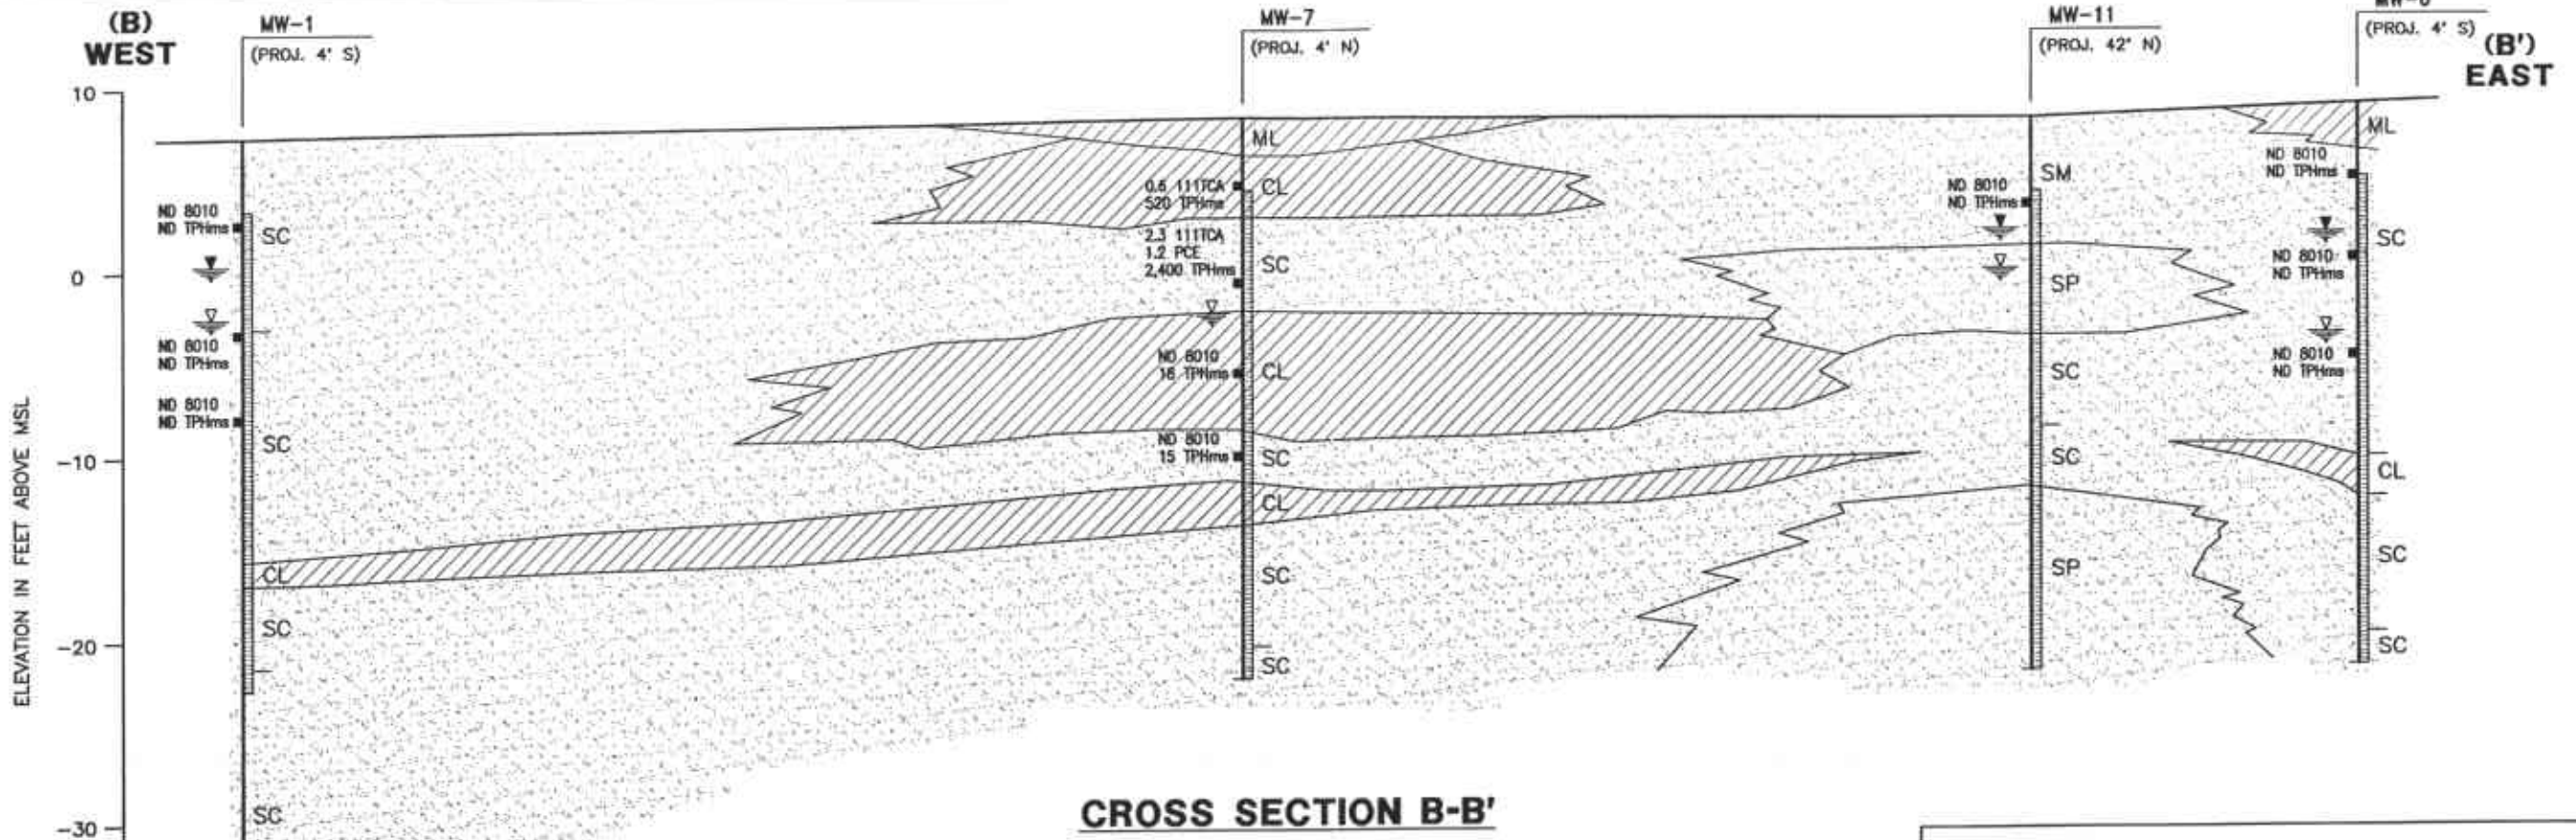 (B)
WEST
MW-1
(PROJ. 4' S)
MW-7
(PROJ. 4' N)
MW-11
(PROJ. 42' N)
(PROJ. 4' S)
(B')
EAST
ELEVATION IN FEET ABOVE MSL
10
0
-10
-20
-30
ND 8010
ND TPHms
ND 8010
ND TPHms
ND 8010
ND TPHms
SC
SC
CL
SC
SC
0.6 111TCA
520 TPHms
2.3 111TCA
1.2 PCE
2,400 TPHms
ND 8010
16 TPHms
ND 8010
15 TPHms
ML
CL
SC
CL
SC
CL
SC
SC
ND 8010
ND TPHms
SM
SP
SC
SC
SP
ND 8010
ND TPHms
ND 8010
ND TPHms
ND 8010
ND TPHms
ML
SC
CL
SC
SC
CROSS SECTION B-B'